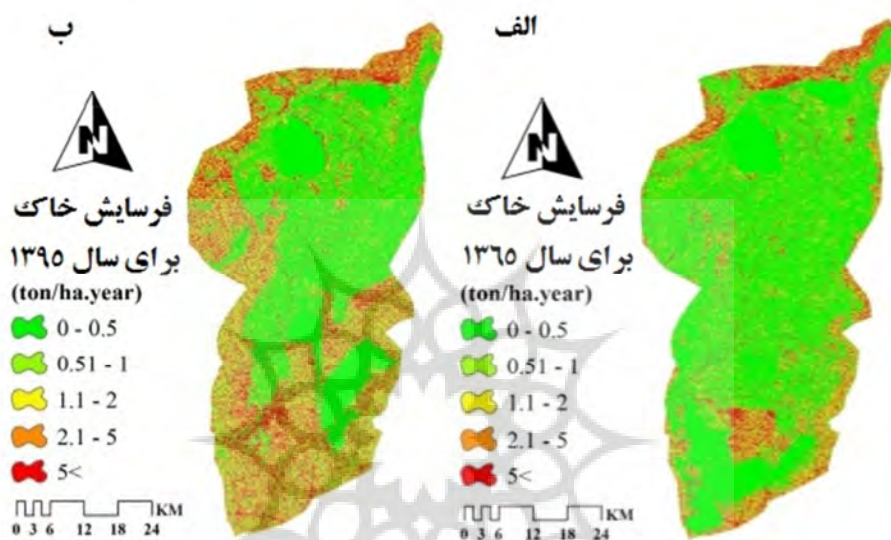 الف
N
فرسایش خاک
برای سال ۱۳۶۵
(ton/ha.year)
0 - 0.5
0.51 - 1
1.1 - 2
2.1 - 5
5<
KM
0 3 6 12 18 24
ب
N
فرسایش خاک
برای سال ۱۳۹۵
(ton/ha.year)
0 - 0.5
0.51 - 1
1.1 - 2
2.1 - 5
5<
KM
0 3 6 12 18 24